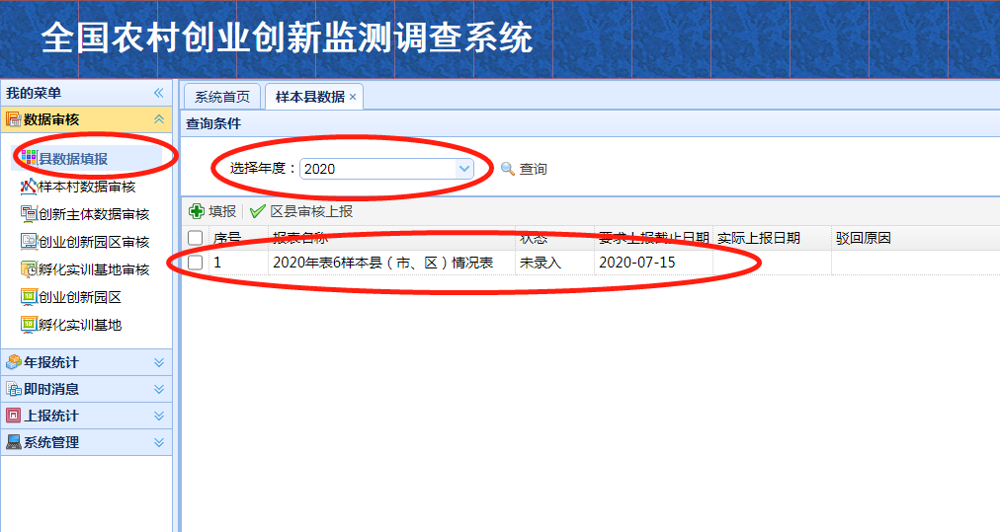 全国农村创业创新监测调查系统
我的菜单
数据审核
县数据填报
样本村数据审核
创新主体数据审核
创业创新园区审核
孵化实训基地审核
创业创新园区
孵化实训基地
年报统计
即时消息
上报统计
系统管理
系统首页 样本县数据
查询条件
选择年度： 2020 查询
填报 区县审核上报
序号 报表名称 状态 要求上报截止日期 实际上报日期 驳回原因
1 2020年表6样本县（市、区）情况表 未录入 2020-07-15